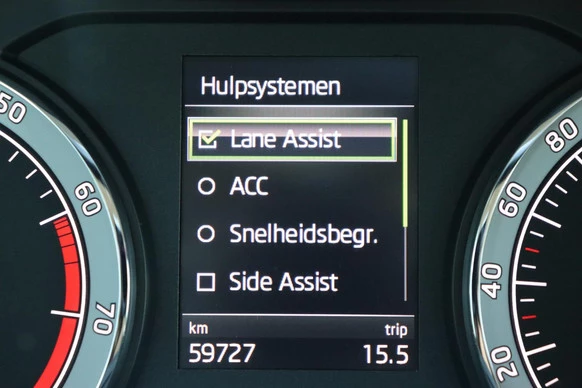 Hulpsystemen
Lane Assist
ACC
Snelheidsbegr.
Side Assist
km trip
59727 15.5
50
60
70
80
60
40
20